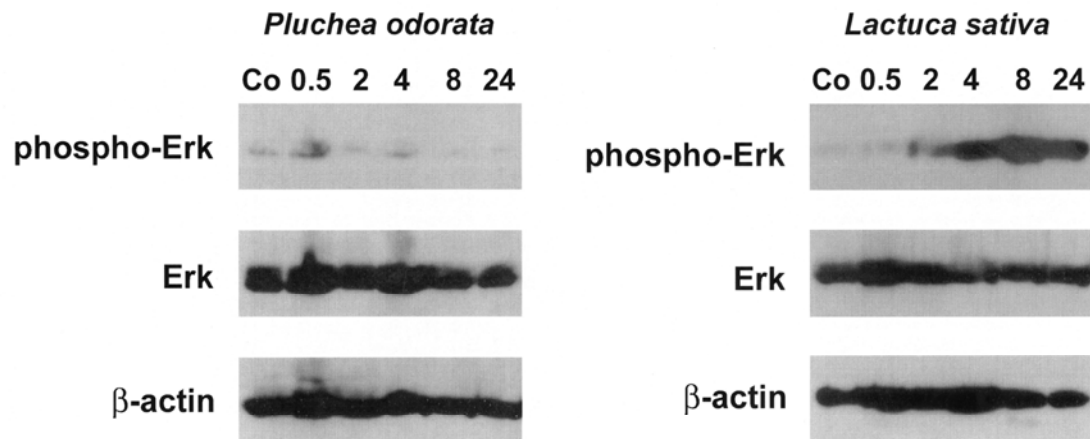 Pluchea odorata
Co 0.5 2 4 8 24
phospho-Erk
Erk
β-actin
Lactuca sativa
Co 0.5 2 4 8 24
phospho-Erk
Erk
β-actin